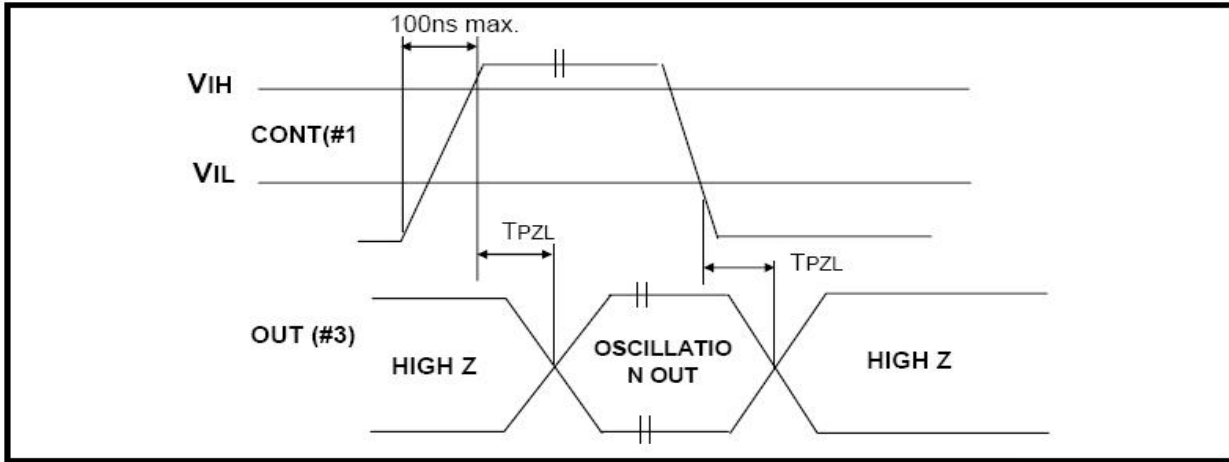 100ns max.
VIH
CONT(#1
VIL
TPZL
TPZL
OUT (#3)
HIGH Z
OSCILLATIO
N OUT
HIGH Z